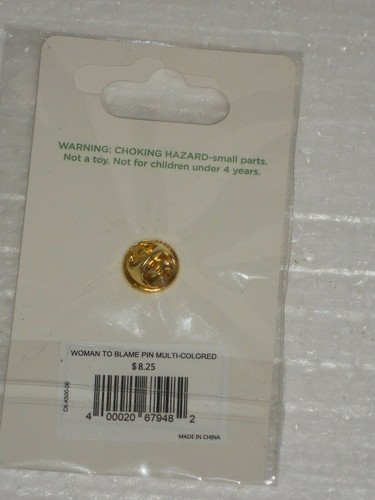 WARNING: CHOKING HAZARD-small parts.
Not a toy. Not for children under 4 years.
WOMAN TO BLAME PIN MULTI-COLORED
$8.25
4 00020 67948 2
MADE IN CHINA